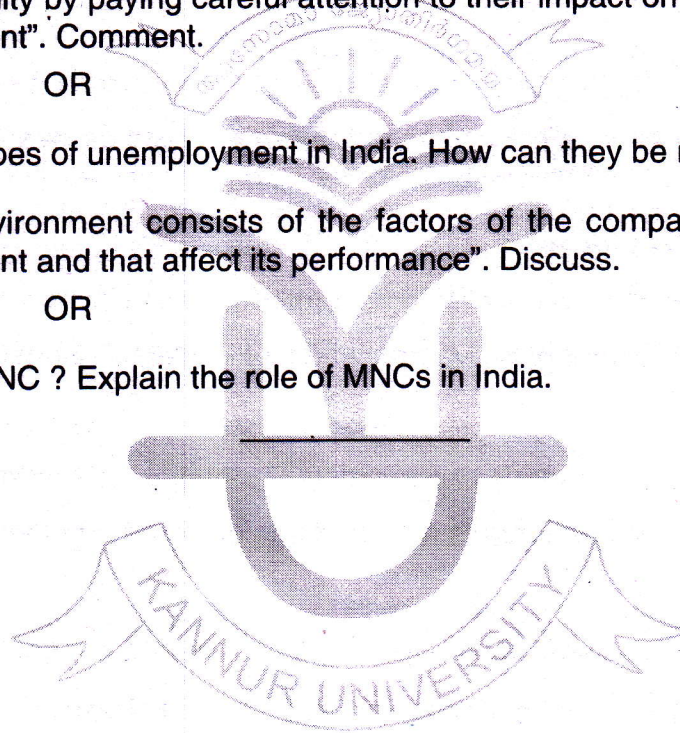 ity by paying careful attention to their impact on
nt”. Comment.
OR
pes of unemployment in India. How can they be
vironment consists of the factors of the compa
nt and that affect its performance”. Discuss.
OR
NC ? Explain the role of MNCs in India.
KANNUR UNIVERSITY